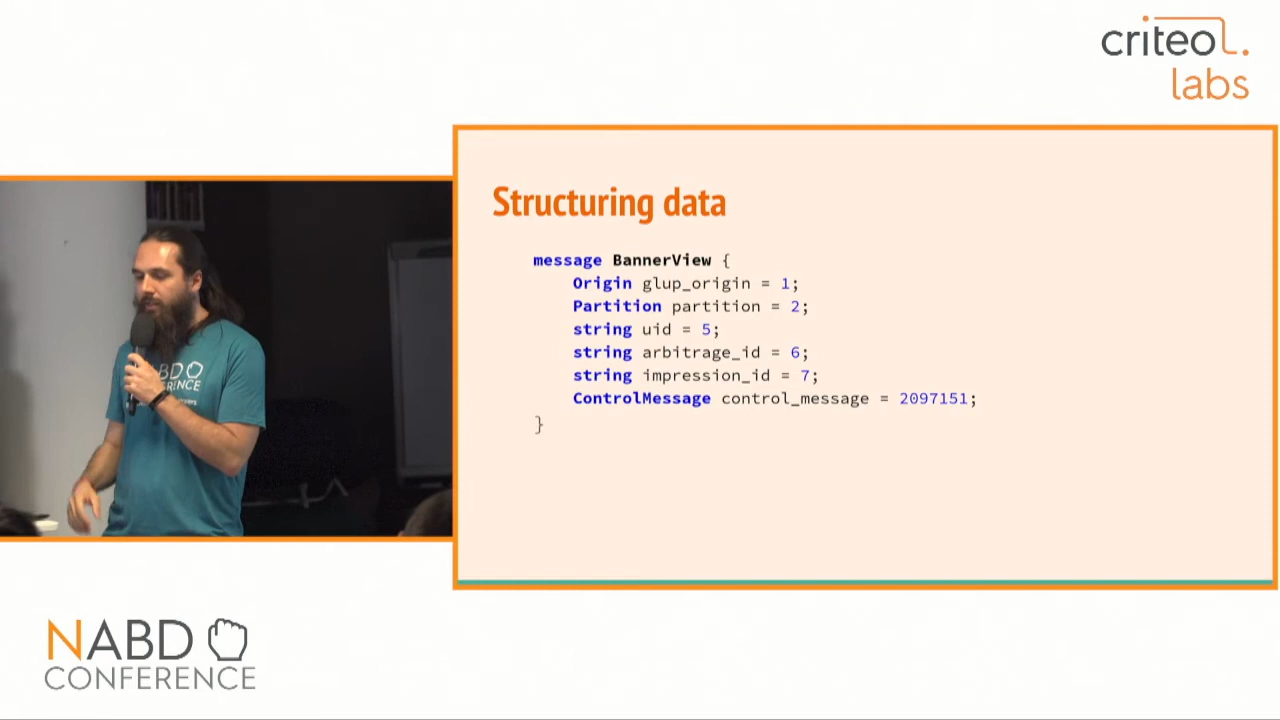 criteo.
labs
Structuring data
message BannerView {
Origin glup_origin = 1;
Partition partition = 2;
string uid = 5;
string arbitrage_id = 6;
string impression_id = 7;
ControlMessage control_message = 2097151;
}
NABD
CONFERENCE